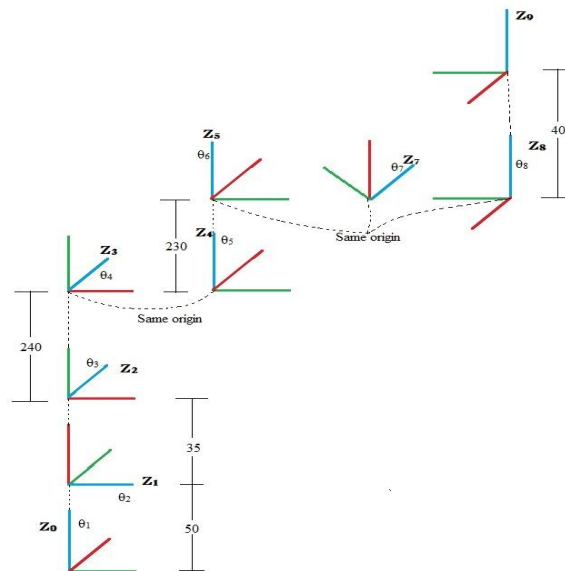 Z₉
40
Z₈
θ₈
Z₅
θ₆
θ₇
Z₇
Same origin
230
Z₄
θ₅
Z₃
θ₄
Same origin
240
θ₃
Z₂
35
Z₁
θ₂
Z₀
θ₁
50